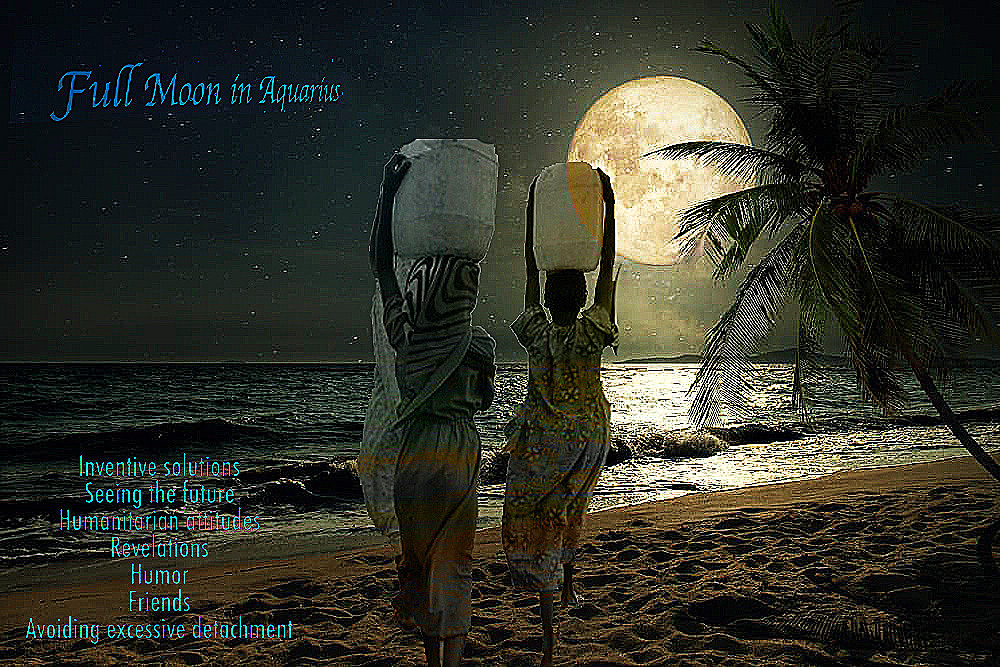 Full Moon in Aquarius
Inventive solutions
Seeing the future
Humanitarian attitudes
Revelations
Humor
Friends
Avoiding excessive detachment